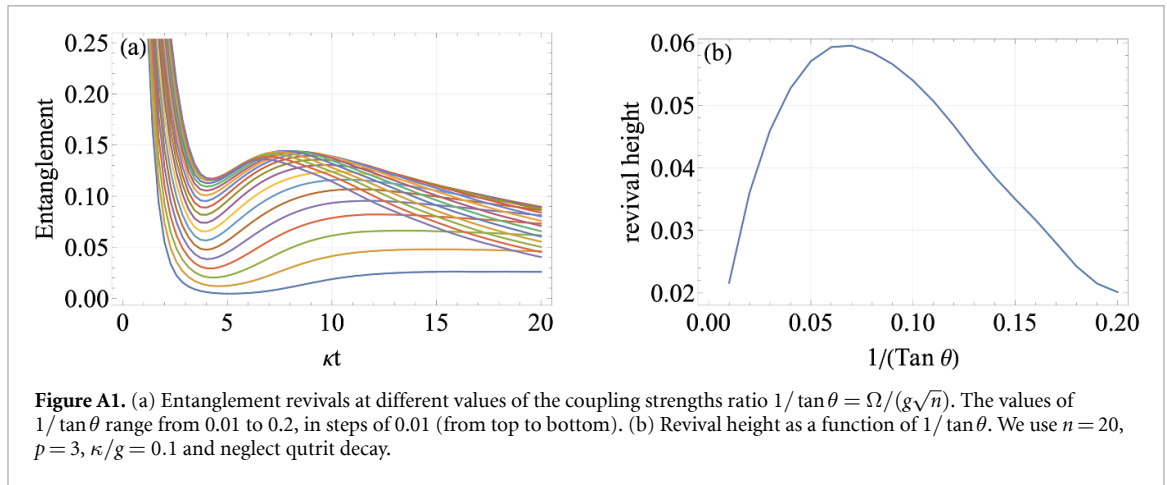 (a)
0.25
0.20
0.15
0.10
0.05
0.00
Entanglement
0
5
10
15
20
κt
(b)
0.06
0.05
0.04
0.03
0.02
revival height
0.00
0.05
0.10
0.15
0.20
1/(Tan θ)
Figure A1. (a) Entanglement revivals at different values of the coupling strengths ratio 1/ tan θ = Ω/(g√n). The values of
1/ tan θ range from 0.01 to 0.2, in steps of 0.01 (from top to bottom). (b) Revival height as a function of 1/ tan θ. We use n = 20,
p = 3, κ/g = 0.1 and neglect qutrit decay.